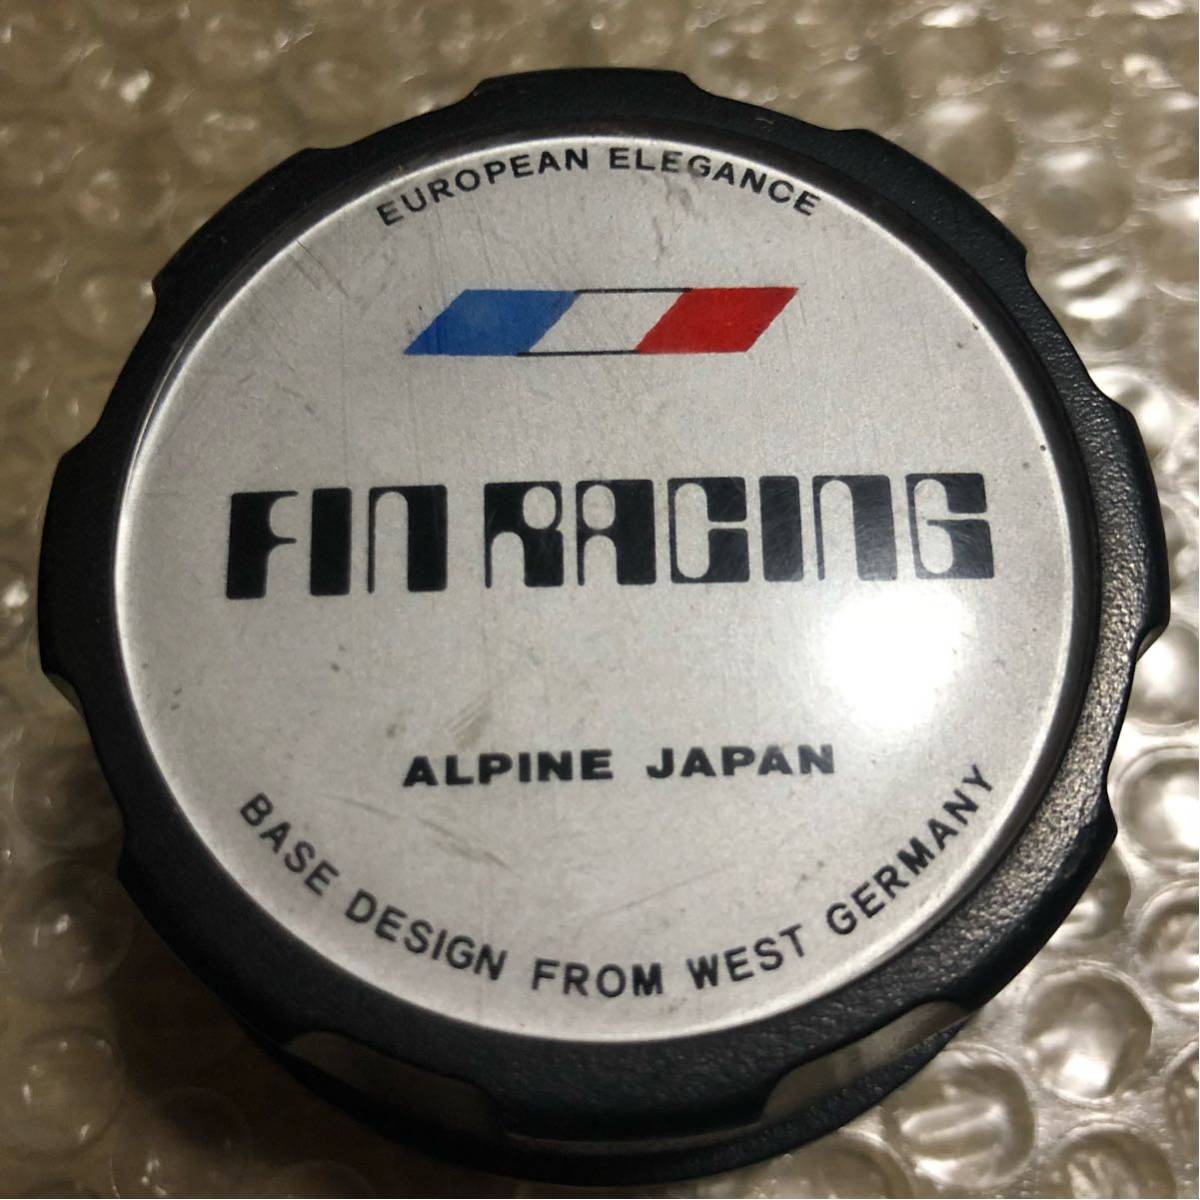 EUROPEAN ELEGANCE
FIN RACING
ALPINE JAPAN
BASE DESIGN FROM WEST GERMANY